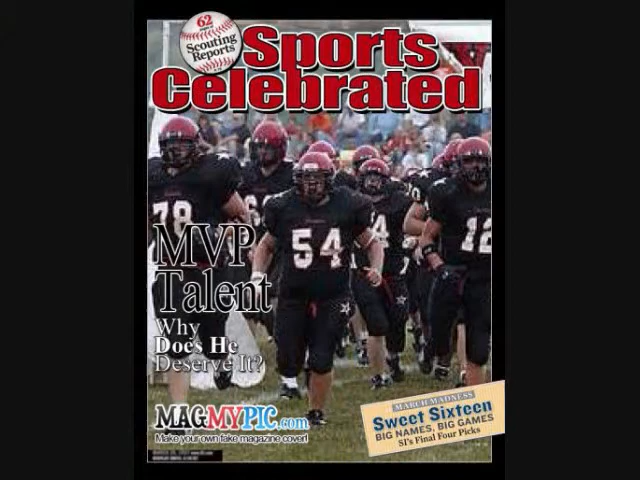 62
Scouting
Reports
Sports
Celebrated
78
54
12
MVP
Talent
Why
Does He
Deserve It?
MAGMYPIC.com
Make your own fake magazine cover!
MARCH MADNESS
Sweet Sixteen
BIG NAMES, BIG GAMES
SI's Final Four Picks